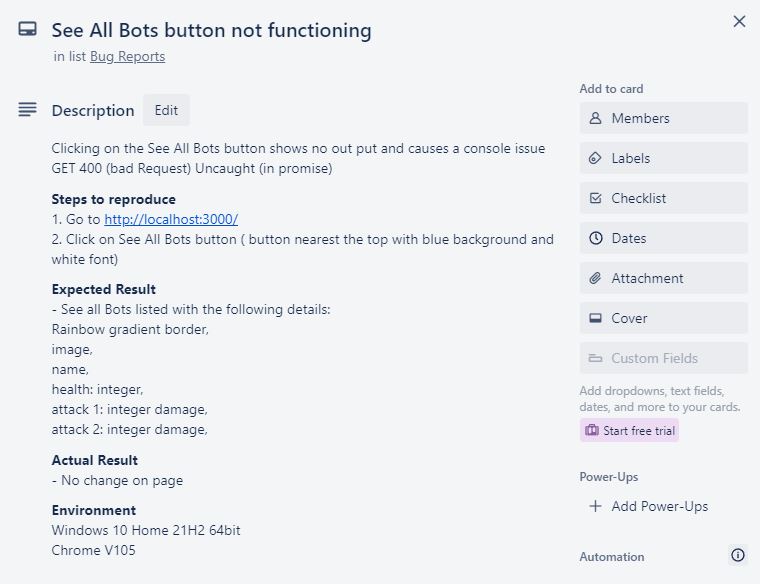 See All Bots button not functioning
in list Bug Reports
Description Edit
Clicking on the See All Bots button shows no out put and causes a console issue
GET 400 (bad Request) Uncaught (in promise)
Steps to reproduce
1. Go to http://localhost:3000/
2. Click on See All Bots button ( button nearest the top with blue background and
white font)
Expected Result
- See all Bots listed with the following details:
Rainbow gradient border,
image,
name,
health: integer,
attack 1: integer damage,
attack 2: integer damage,
Actual Result
- No change on page
Environment
Windows 10 Home 21H2 64bit
Chrome V105
Add to card
Members
Labels
Checklist
Dates
Attachment
Cover
Custom Fields
Add dropdowns, text fields,
dates, and more to your cards.
Start free trial
Power-Ups
Add Power-Ups
Automation